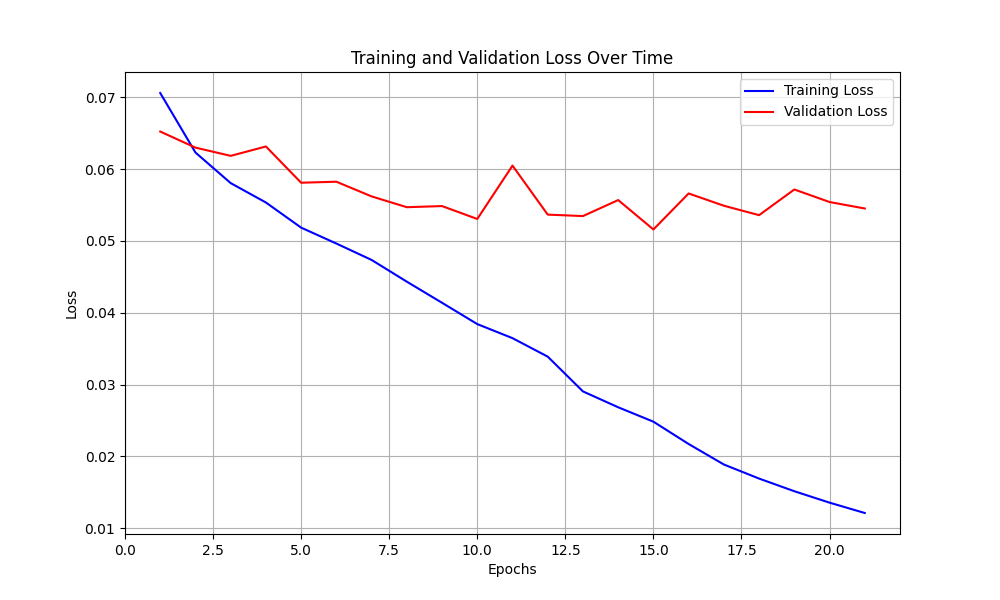 Training and Validation Loss Over Time
Training Loss
Validation Loss
0.07
0.06
0.05
0.04
0.03
0.02
0.01
Loss
0.0 2.5 5.0 7.5 10.0 12.5 15.0 17.5 20.0
Epochs